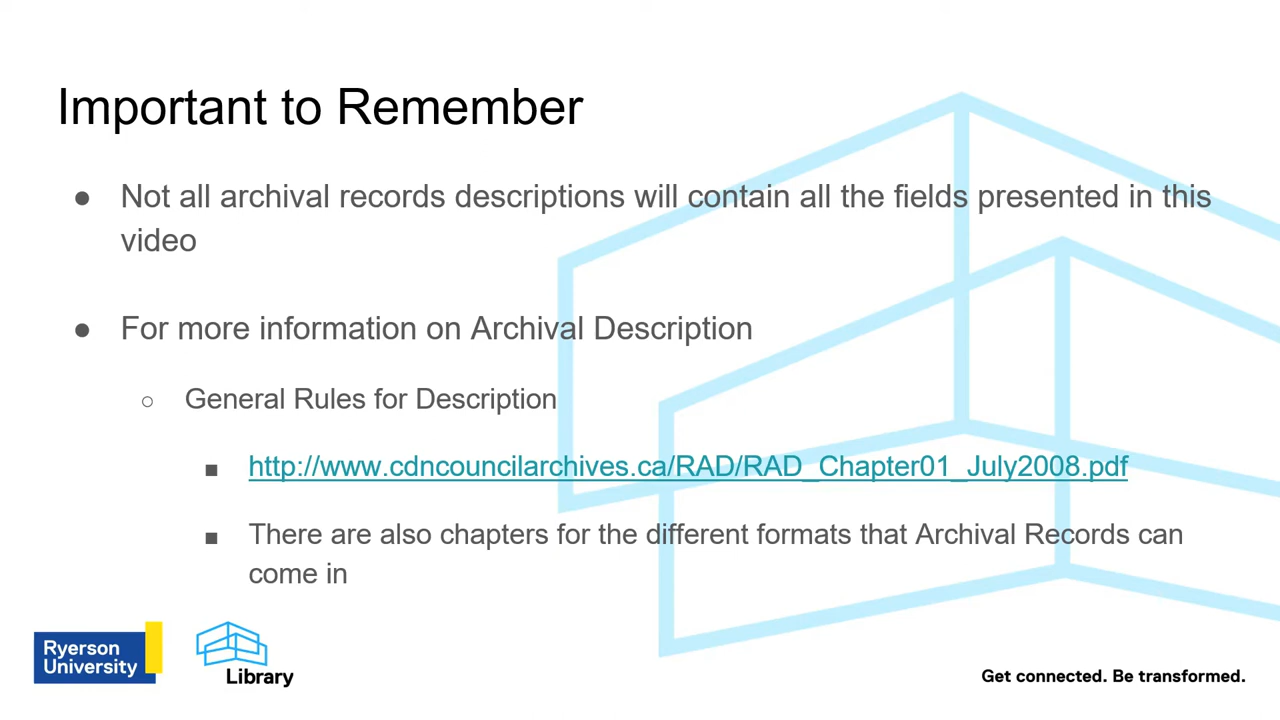 Important to Remember
● Not all archival records descriptions will contain all the fields presented in this
video
● For more information on Archival Description
○ General Rules for Description
■ http://www.cdncouncilarchives.ca/RAD/RAD_Chapter01_July2008.pdf
■ There are also chapters for the different formats that Archival Records can
come in
Ryerson
University
Library
Get connected. Be transformed.